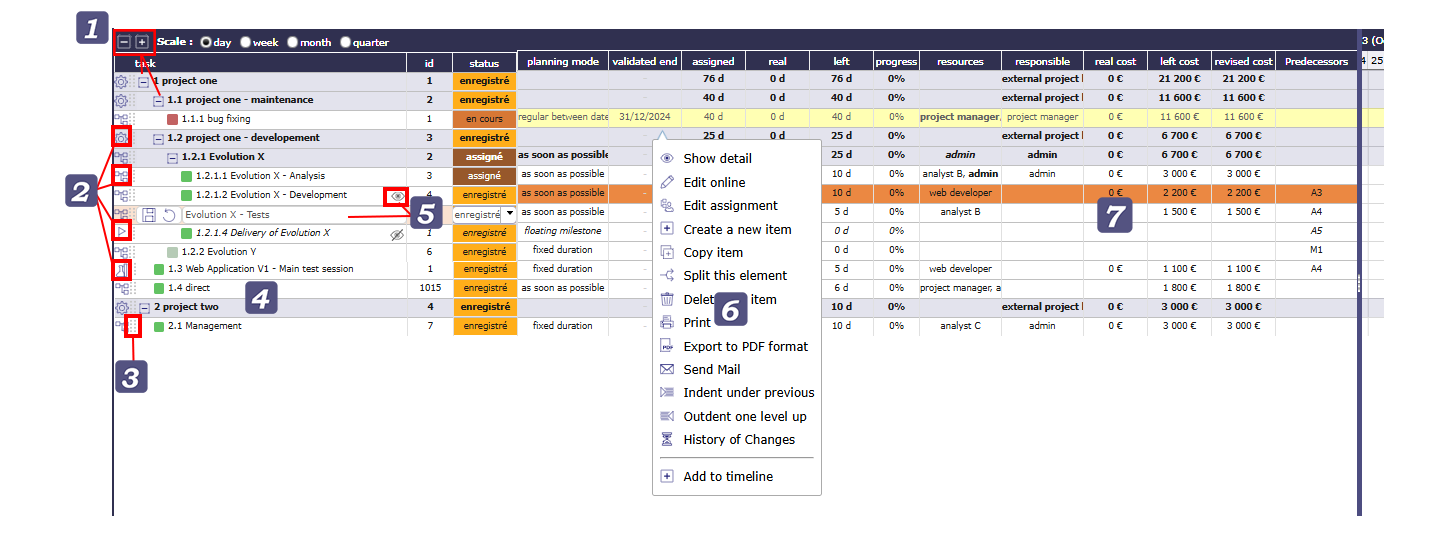 1
Scale : day week month quarter 3 (O
task id status planning mode validated end assigned real left progress resources responsible real cost left cost revised cost Predecessors 4 25
1 project one 1 enregistré - 76 d 0 d 76 d 0% external project l 0 € 21 200 € 21 200 €
1.1 project one - maintenance 2 enregistré - 40 d 0 d 40 d 0% external project l 0 € 11 600 € 11 600 €
1.1.1 bug fixing 1 en cours regular between date 31/12/2024 40 d 0 d 40 d 0% project manager, project manager 0 € 11 600 € 11 600 €
1.2 project one - developement 3 enregistré - 25 d 0 d 25 d 0% external project l 0 € 6 700 € 6 700 €
1.2.1 Evolution X 2 assigné as soon as possible 25 d 0% admin admin 0 € 6 700 € 6 700 €
1.2.1.1 Evolution X - Analysis 3 assigné as soon as possible - 10 d 0% analyst B, admin admin 0 € 3 000 € 3 000 €
1.2.1.2 Evolution X - Development 4 enregistré as soon as possible - 10 d 0% web developer 0 € 2 200 € 2 200 € A3
Evolution X - Tests enregistré as soon as possible - 5 d 0% analyst B 1 500 € 1 500 € A4
1.2.1.4 Delivery of Evolution X 1 enregistré floating milestone - 0 d 0% A5
1.2.2 Evolution Y 6 enregistré fixed duration - 0 d 0% M1
1.3 Web Application V1 - Main test session 1 enregistré fixed duration - 5 d 0% web developer 0 € 1 100 € 1 100 € A4
1.4 direct 1015 enregistré as soon as possible - 6 d 0% project manager, a 1 800 € 1 800 €
2 project two 4 enregistré - 10 d 0% external project l 0 € 3 000 € 3 000 €
2.1 Management 7 enregistré fixed duration - 10 d 0% analyst C admin 0 € 3 000 € 3 000 €
2
3
4
5
6
7
Show detail
Edit online
Edit assignment
Create a new item
Copy item
Split this element
Delete item
Print
PDF Export to PDF format
Send Mail
Indent under previous
Outdent one level up
History of Changes
Add to timeline